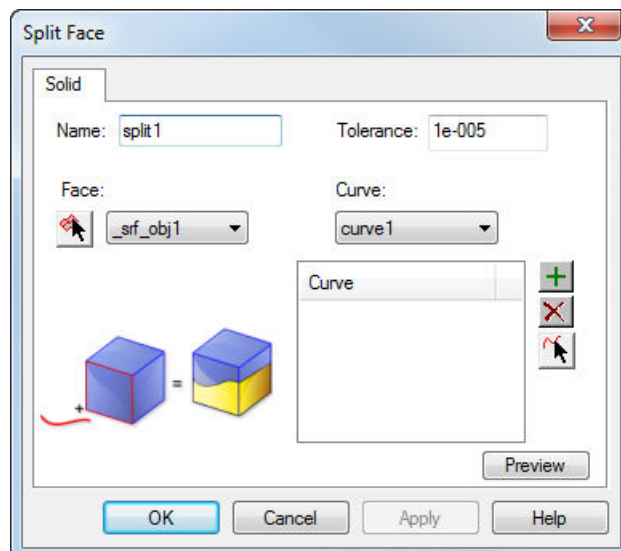 Split Face
Solid
Name: split1 Tolerance: 1e-005
Face: Curve:
_srf_obj1 curve1
Curve
+ =
Preview
OK Cancel Apply Help